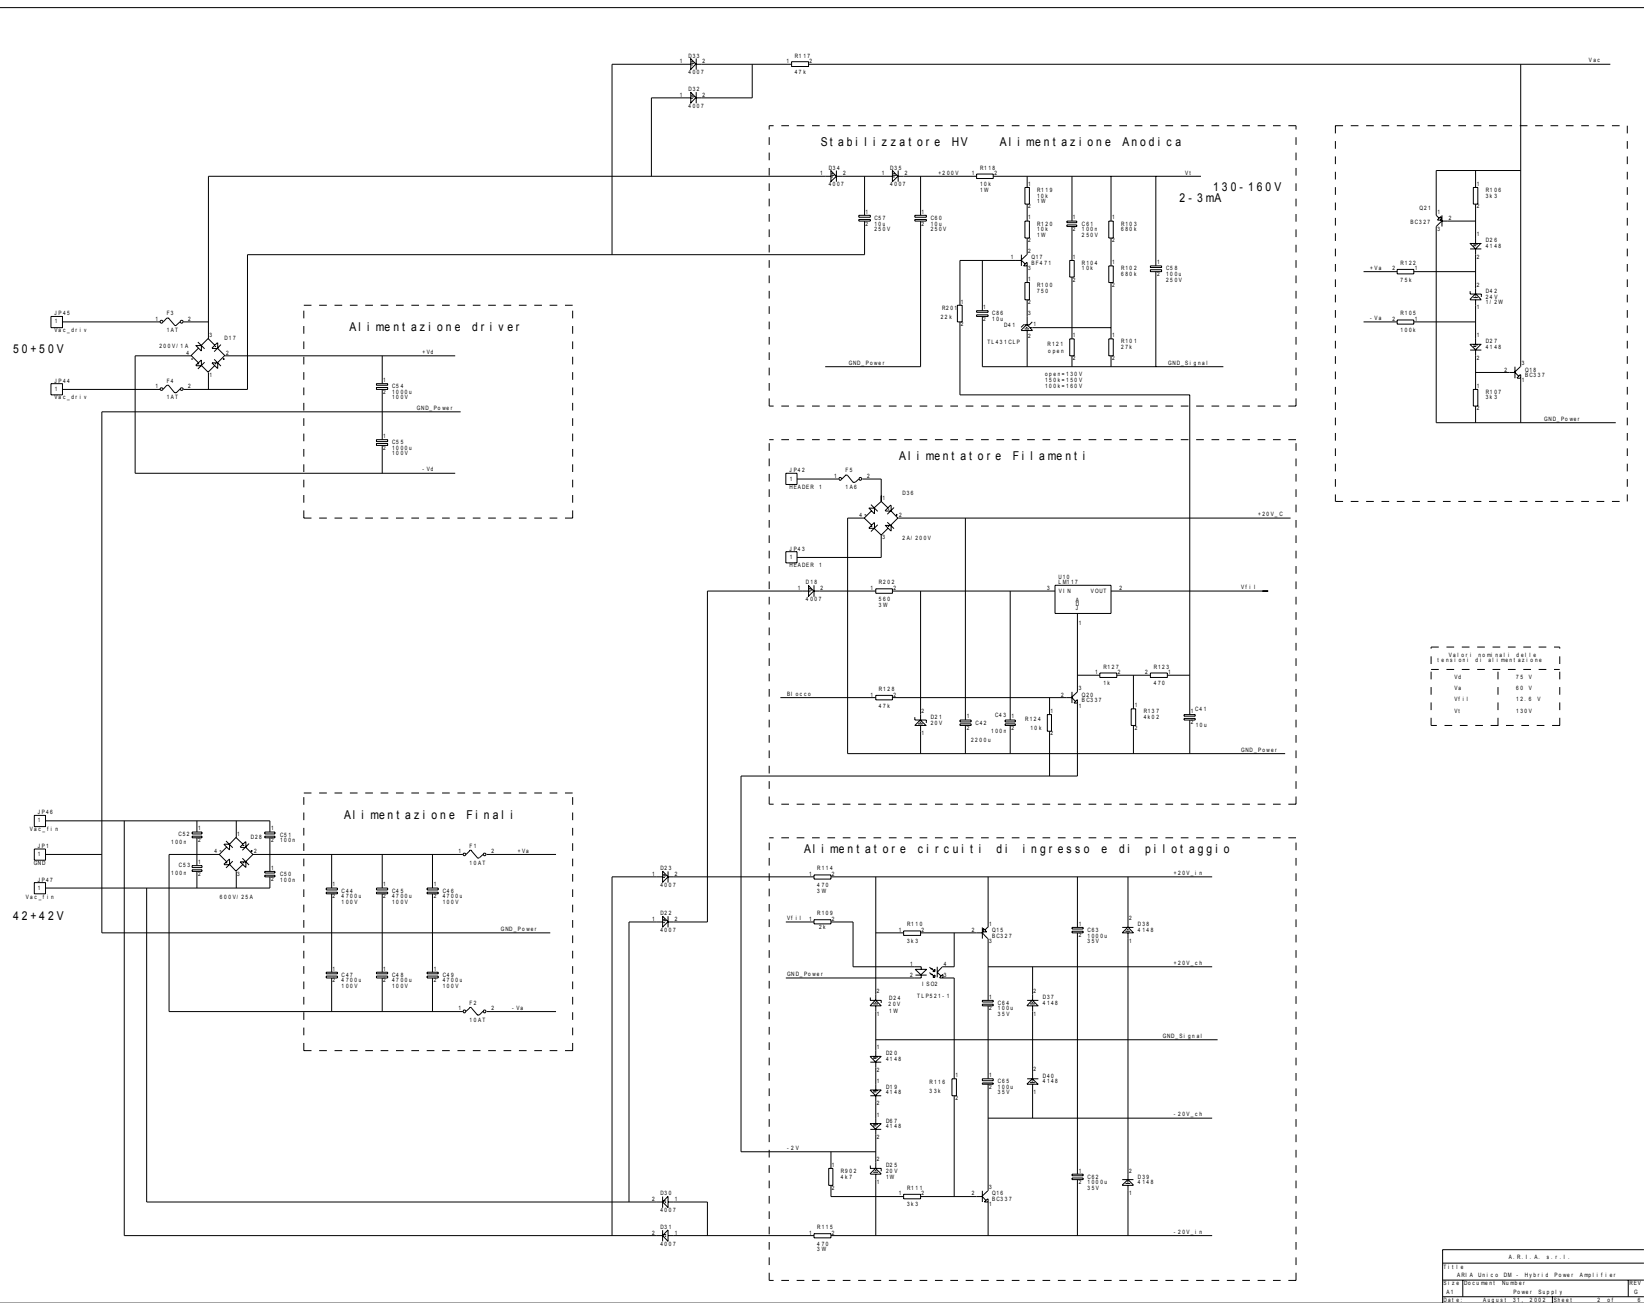 D33
4007
D32
4007
R117
47k
Vac
Stabilizzatore HV Alimentazione Anodica
D34
4007
D35
4007
+200V
R118
10k
1W
Vt
130-160V
2-3mA
C57
10u
250V
C60
10u
250V
R119
10k
1W
R120
10k
1W
C61
100n
250V
R103
680k
Q17
BF471
R104
10k
R102
680k
C58
100u
250V
R100
750
R201
22k
C86
10u
D41
TL431CLP
R121
open
R101
27k
GND_Power
GND_Signal
open=130V
150k=150V
100k=160V
R106
3k3
Q21
BC327
D26
4148
+Va
R122
75k
D42
24V
1/2W
-Va
R105
100k
D27
4148
Q18
BC337
R107
3k3
GND_Power
JP45
Vac_driv
50+50V
JP44
Vac_driv
F3
1AT
F4
1AT
200V/1A
D17
Alimentazione driver
+Vd
C54
1000u
100V
GND_Power
C55
1000u
100V
-Vd
Alimentatore Filamenti
JP42
HEADER 1
F5
1A6
D36
2A/200V
JP43
HEADER 1
+20V_C
D18
4007
R202
560
3W
U10
LM117
VIN VOUT
ADJ
Vfil
Blocco
R128
47k
R127
1k
R123
470
Q20
BC337
D21
20V
C42
2200u
C43
100n
R124
10k
R137
4k02
C41
10u
GND_Power
Valori nominali delle
tensioni di alimentazione
Vd 75 V
Va 60 V
Vfil 12.6 V
Vt 130V
JP46
Vac_fin
JP1
GND
JP47
Vac_fin
42+42V
C52
100n
C53
100n
D28
C51
100n
C50
100n
600V/25A
Alimentazione Finali
F1
10AT
+Va
C44
4700u
100V
C45
4700u
100V
C46
4700u
100V
GND_Power
C47
4700u
100V
C48
4700u
100V
C49
4700u
100V
F2
10AT
-Va
D23
4007
D22
4007
D30
4007
D31
4007
Alimentatore circuiti di ingresso e di pilotaggio
R114
470
3W
+20V_in
Vfil
R109
2k
R110
3k3
Q15
BC327
C63
1000u
35V
D38
4148
GND_Power
ISO2
TLP521-1
+20V_ch
D24
20V
1W
C64
100u
35V
D37
4148
GND_Signal
D20
4148
D19
4148
R116
33k
C65
100u
35V
D40
4148
D67
4148
-20V_ch
-2V
R902
4k7
D25
20V
1W
R111
3k3
Q16
BC337
C62
1000u
35V
D39
4148
R115
470
3W
-20V_in
A.R.I.A. s.r.l.
Title
ARIA Unico DM - Hybrid Power Amplifier
Size Document Number REV
A1 Power Supply G
Date: August 31, 2002 Sheet 2 of 6